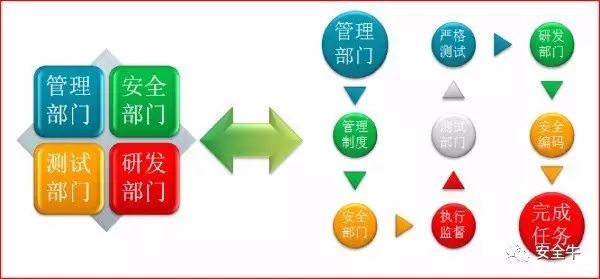 管理
部门
安全
部门
测试
部门
研发
部门
管理
部门
管理
制度
安全
部门
执行
监督
测试
部门
严格
测试
研发
部门
安全
编码
完成
任务
安全牛